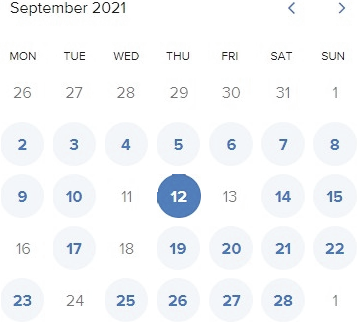 September 2021
MON TUE WED THU FRI SAT SUN
26 27 28 29 30 31 1
2 3 4 5 6 7 8
9 10 11 12 13 14 15
16 17 18 19 20 21 22
23 24 25 26 27 28 1